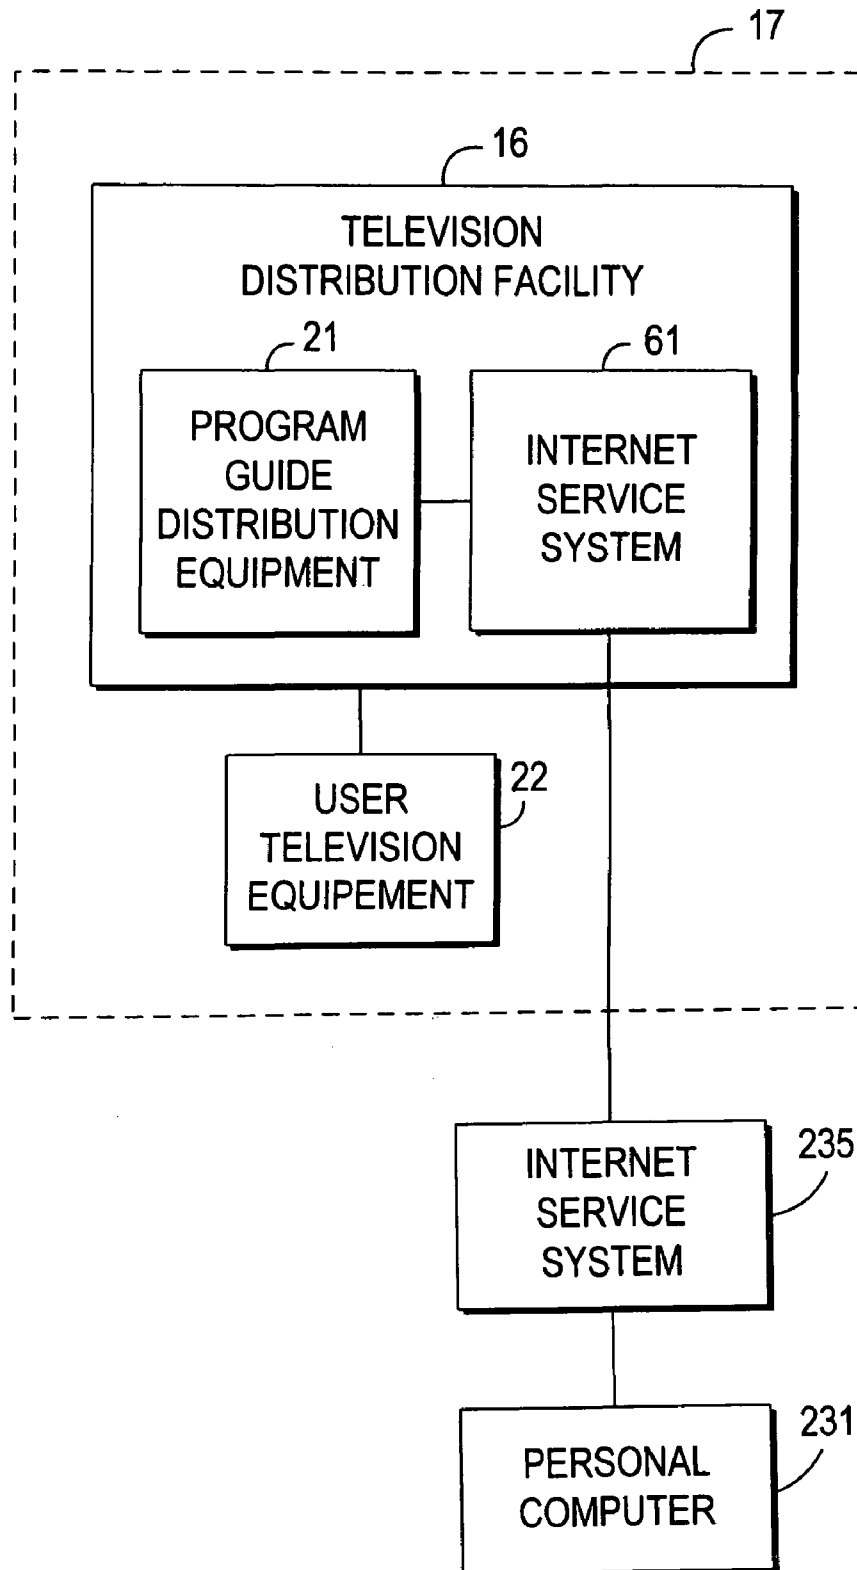 17
16
TELEVISION
DISTRIBUTION FACILITY
21
61
PROGRAM
GUIDE
DISTRIBUTION
EQUIPMENT
INTERNET
SERVICE
SYSTEM
22
USER
TELEVISION
EQUIPEMENT
235
INTERNET
SERVICE
SYSTEM
231
PERSONAL
COMPUTER